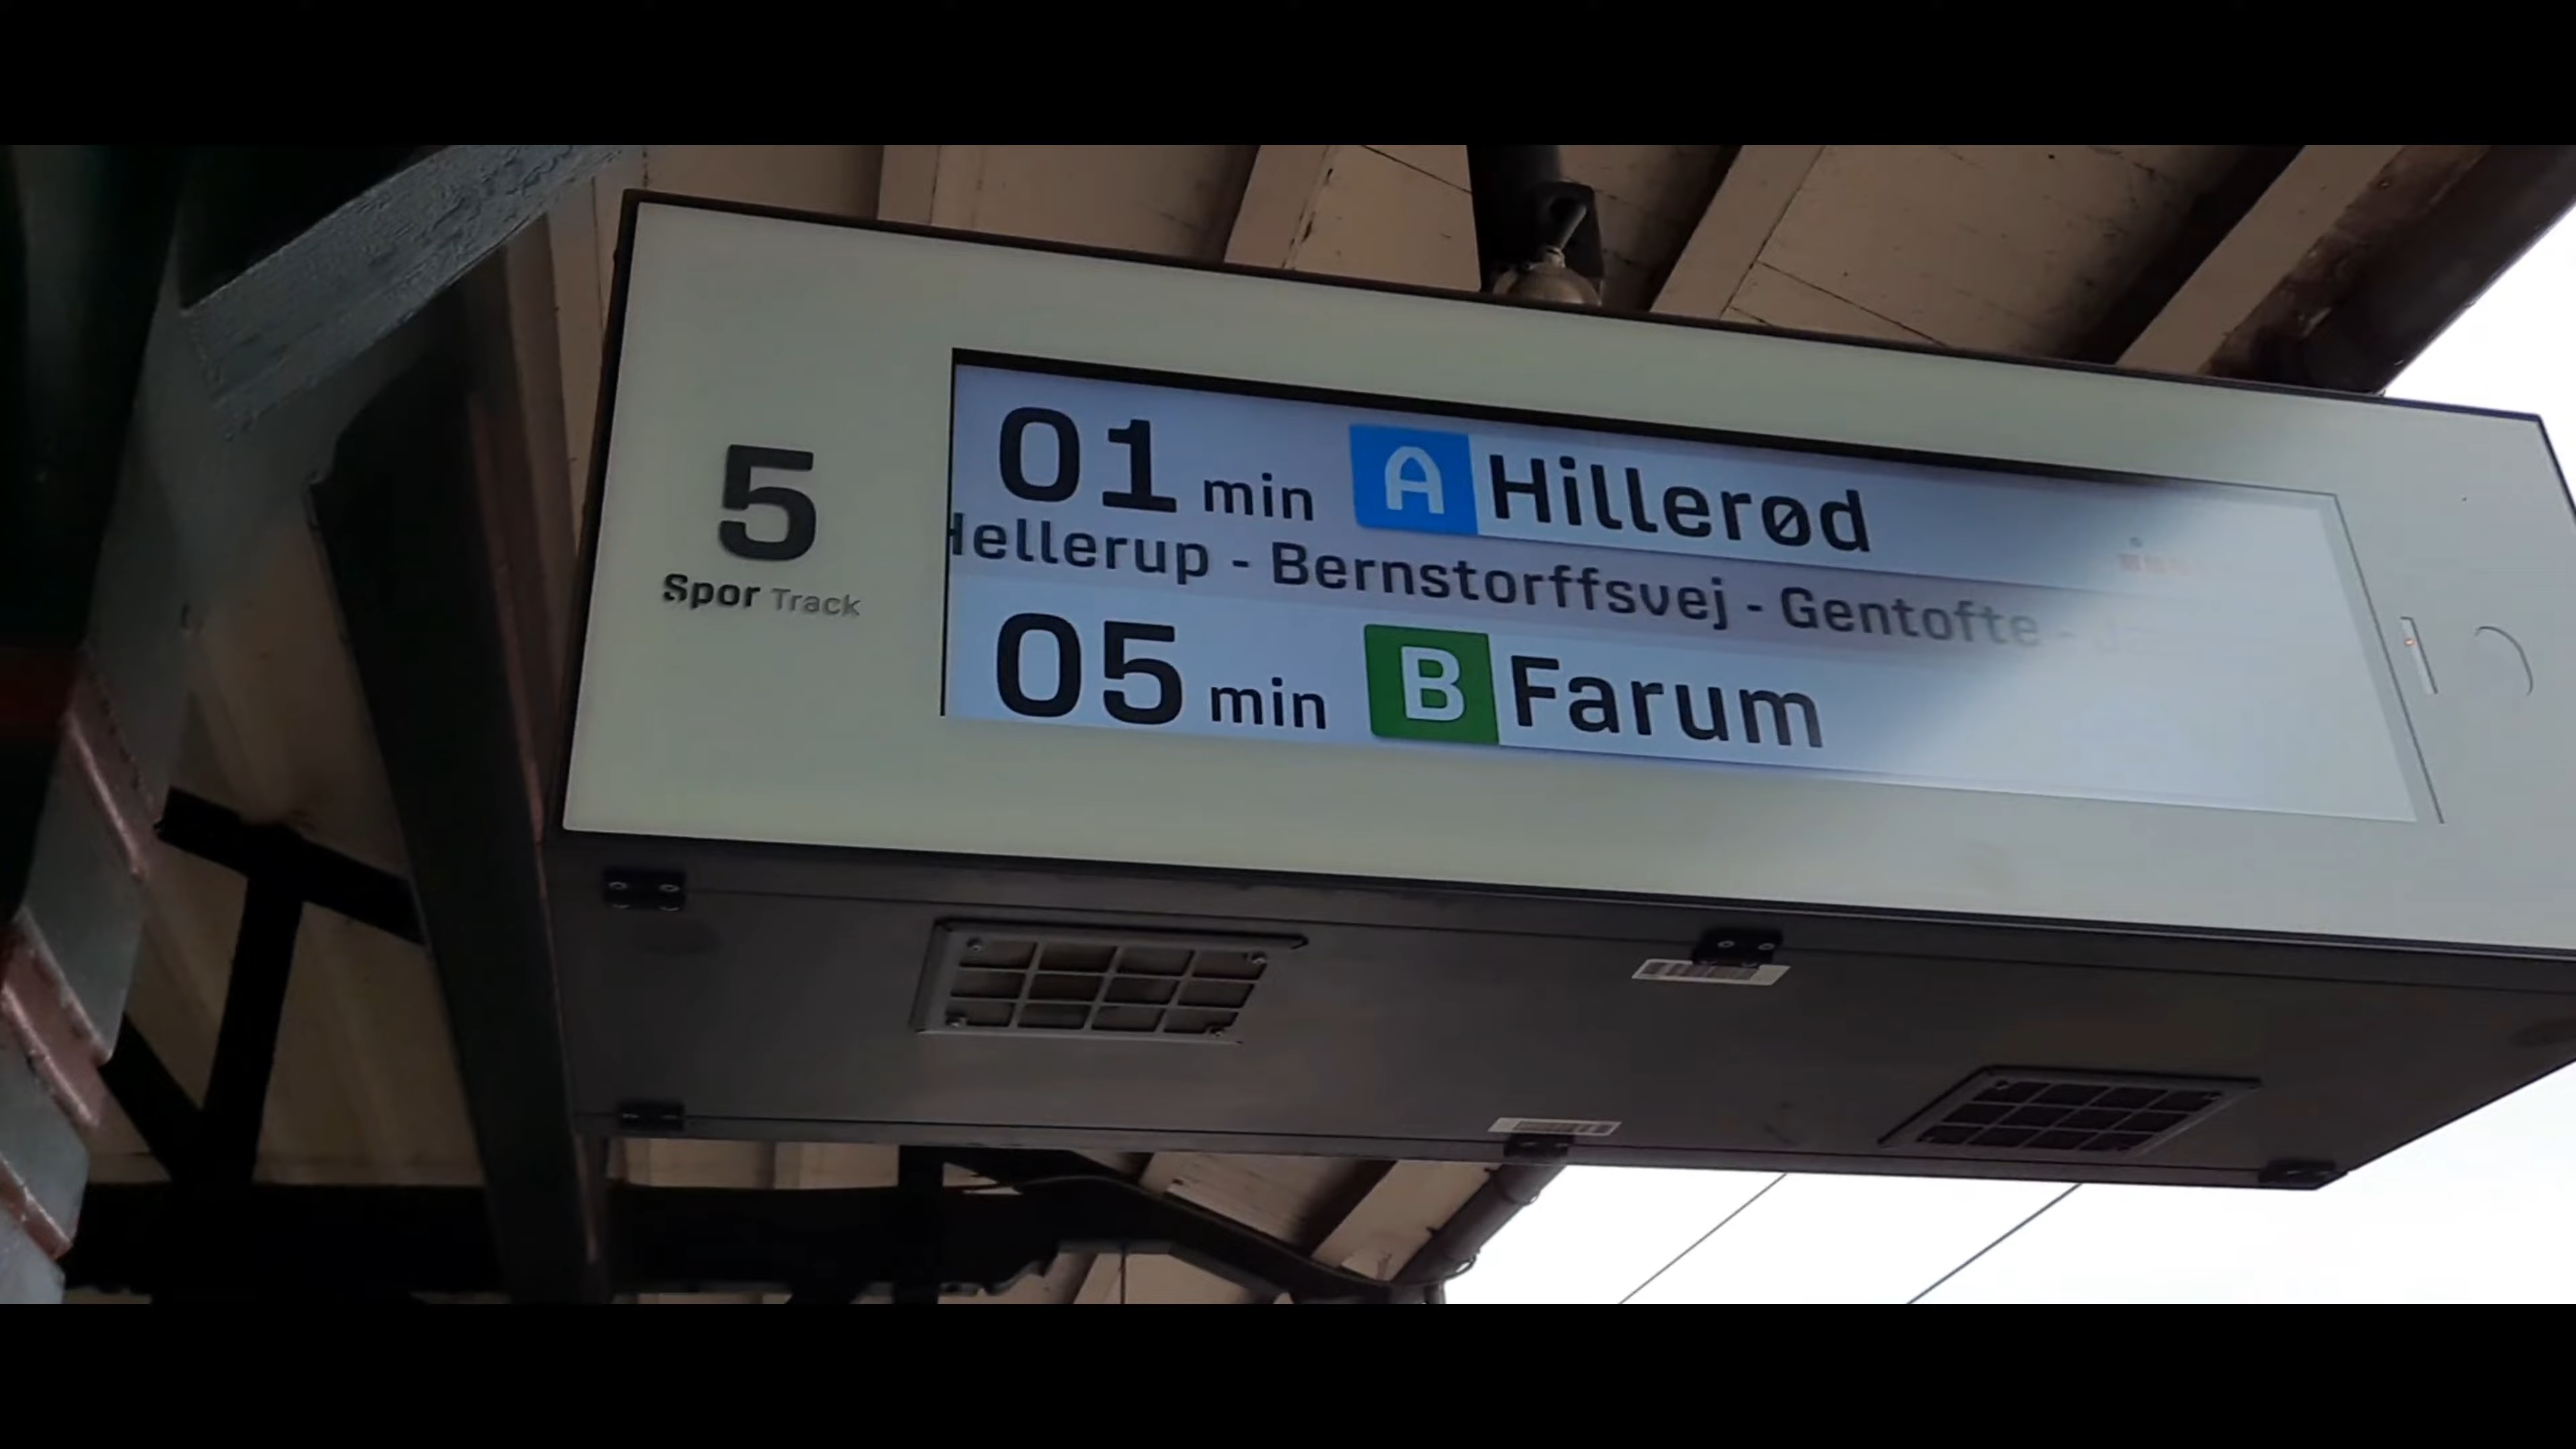 5
Spor Track
01 min A Hillerød
Hellerup - Bernstorffsvej - Gentofte -
05 min B Farum